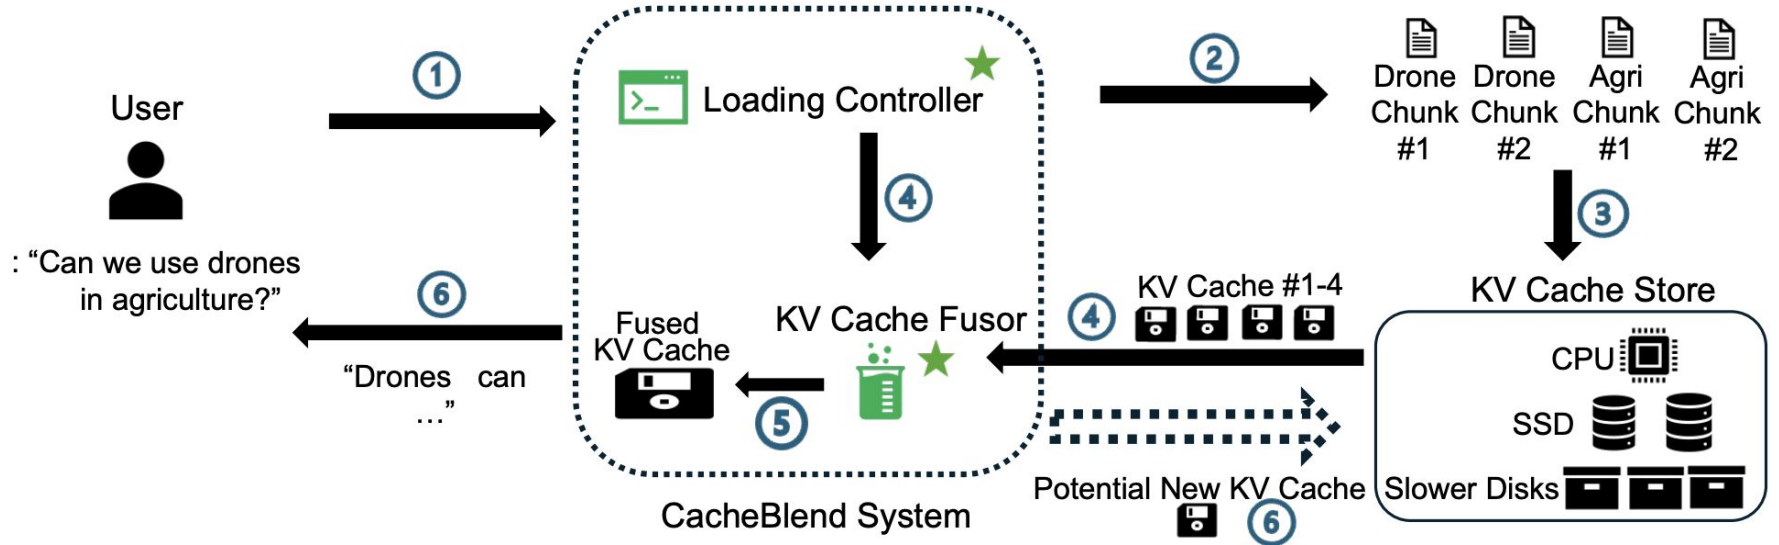 User
: “Can we use drones
in agriculture?”
1
6
“Drones can
…”
Loading Controller
4
KV Cache Fusor
Fused
KV Cache
5
CacheBlend System
2
Drone
Chunk
#1
Drone
Chunk
#2
Agri
Chunk
#1
Agri
Chunk
#2
3
KV Cache #1-4
4
KV Cache Store
CPU
SSD
Slower Disks
Potential New KV Cache
6